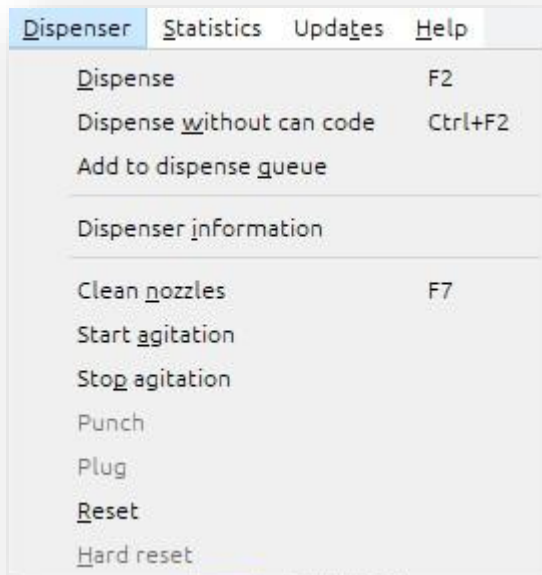 Dispenser Statistics Updates Help
Dispense F2
Dispense without can code Ctrl+F2
Add to dispense queue
Dispenser information
Clean nozzles F7
Start agitation
Stop agitation
Punch
Plug
Reset
Hard reset